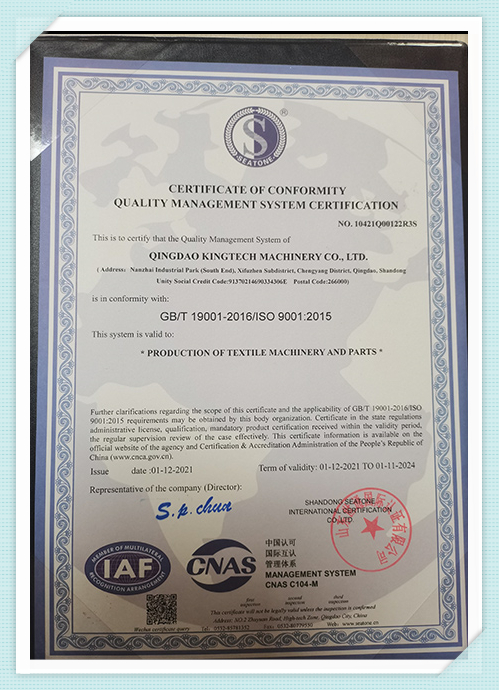 S
®
SEATONE
CERTIFICATE OF CONFORMITY
QUALITY MANAGEMENT SYSTEM CERTIFICATION
NO. 10421Q00122R3S
This is to certify that the Quality Management System of
QINGDAO KINGTECH MACHINERY CO., LTD.
( Address: Nanzhai Industrial Park (South End), Xifuzhen Subdistrict, Chengyang District, Qingdao, Shandong
Unity Social Credit Code:91370214690334306E Postal Code:266000)
is in conformity with:
GB/T 19001-2016/ISO 9001:2015
This system is valid to:
* PRODUCTION OF TEXTILE MACHINERY AND PARTS *
Further clarifications regarding the scope of this certificate and the applicability of GB/T 19001-2016/ISO
9001:2015 requirements may be obtained by this body organization. Certificate in the state regulations
administrative license, qualification, mandatory product certification received within the validity period,
the regular supervision review of the case effectively. This certificate information is available on the
official website of the agency and Certification & Accreditation Administration of the People's Republic of
China (www.cnca.gov.cn).
Issue date :01-12-2021 Term of validity: 01-12-2021 TO 01-11-2024
Representative of the company (Director):
S.p. chun
SHANDONG SEATONE
INTERNATIONAL CERTIFICATION
CO.,LTD
MEMBER OF MULTILATERAL
IAF
RECOGNITION ARRANGEMENT
CNAS
中国认可
国际互认
管理体系
MANAGEMENT SYSTEM
CNAS C104-M
first second third
inspection inspection inspection
This certificate will not be legally valid unless the inspection is confirmed.
Wechat certificate query